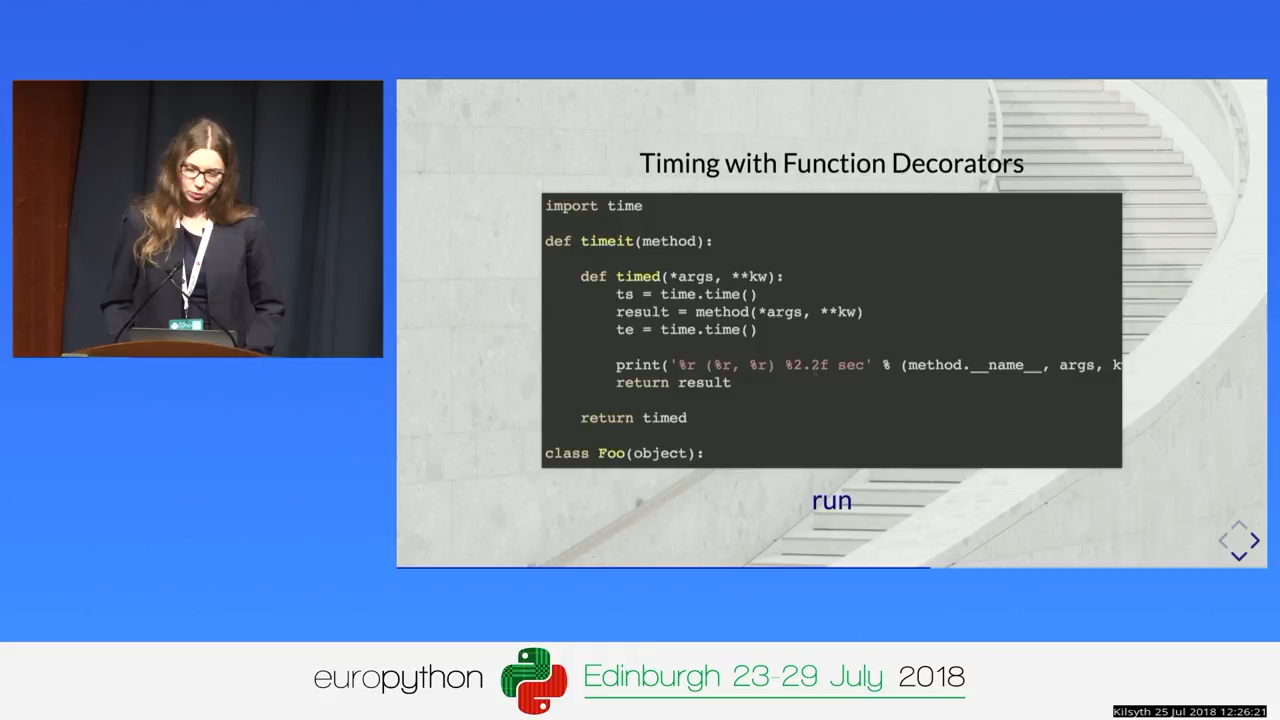 Timing with Function Decorators
import time
def timeit(method):
def timed(*args, **kw):
ts = time.time()
result = method(*args, **kw)
te = time.time()
print('%r (%r, %r) %2.2f sec' % (method.__name__, args, k
return result
return timed
class Foo(object):
run
europython
Edinburgh 23-29 July 2018
Kilsyth 25 Jul 2018 12:26:21